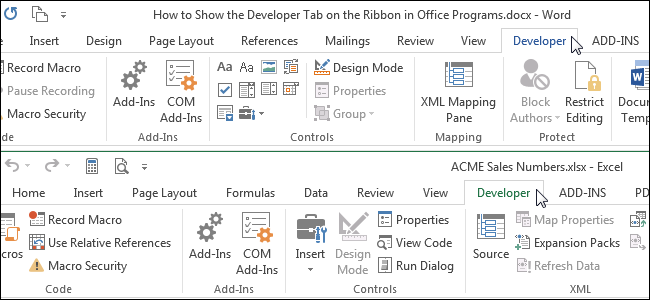 How to Show the Developer Tab on the Ribbon in Office Programs.docx - Word
Insert Design Page Layout References Mailings Review View Developer ADD-INS
Record Macro
Pause Recording
Macro Security
Add-Ins COM Add-Ins
Aa Aa
Design Mode
Properties
Group
XML Mapping Pane
Block Authors
Restrict Editing
Docum
Temp
de Add-Ins Controls Mapping Protect
ACME Sales Numbers.xlsx - Excel
Home Insert Page Layout Formulas Data Review View Developer ADD-INS PD
cros
Record Macro
Use Relative References
Macro Security
Add-Ins COM Add-Ins
Insert Design Mode
Properties
View Code
Run Dialog
Source
Map Properties
Expansion Packs
Refresh Data
Code Add-Ins Controls XML